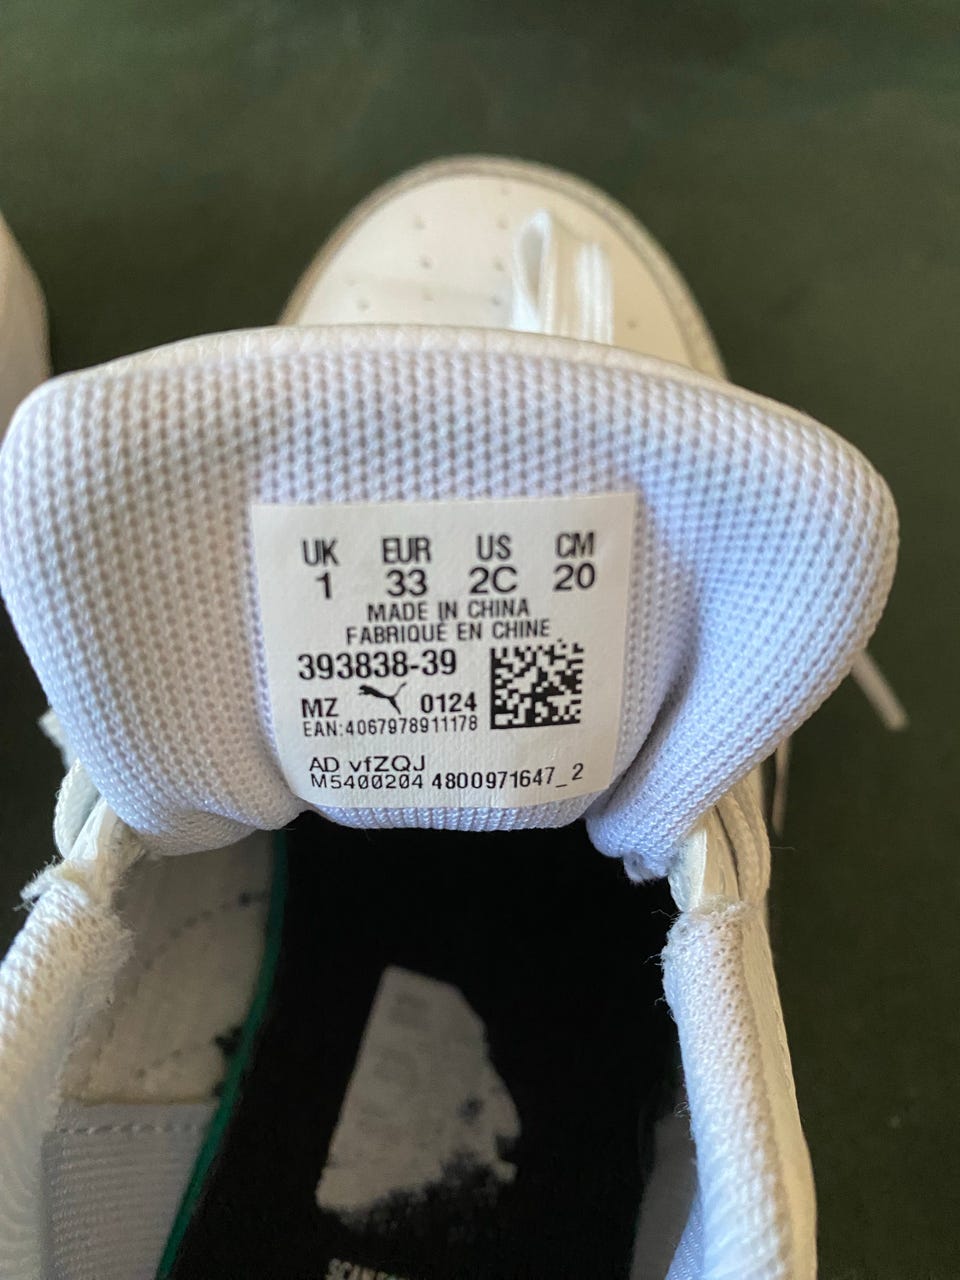 UK EUR US CM
1 33 2C 20
MADE IN CHINA
FABRIQUÉ EN CHINE
393838-39
MZ 0124
EAN:4067978911178
AD vfZQJ
M5400204 4800971647_2